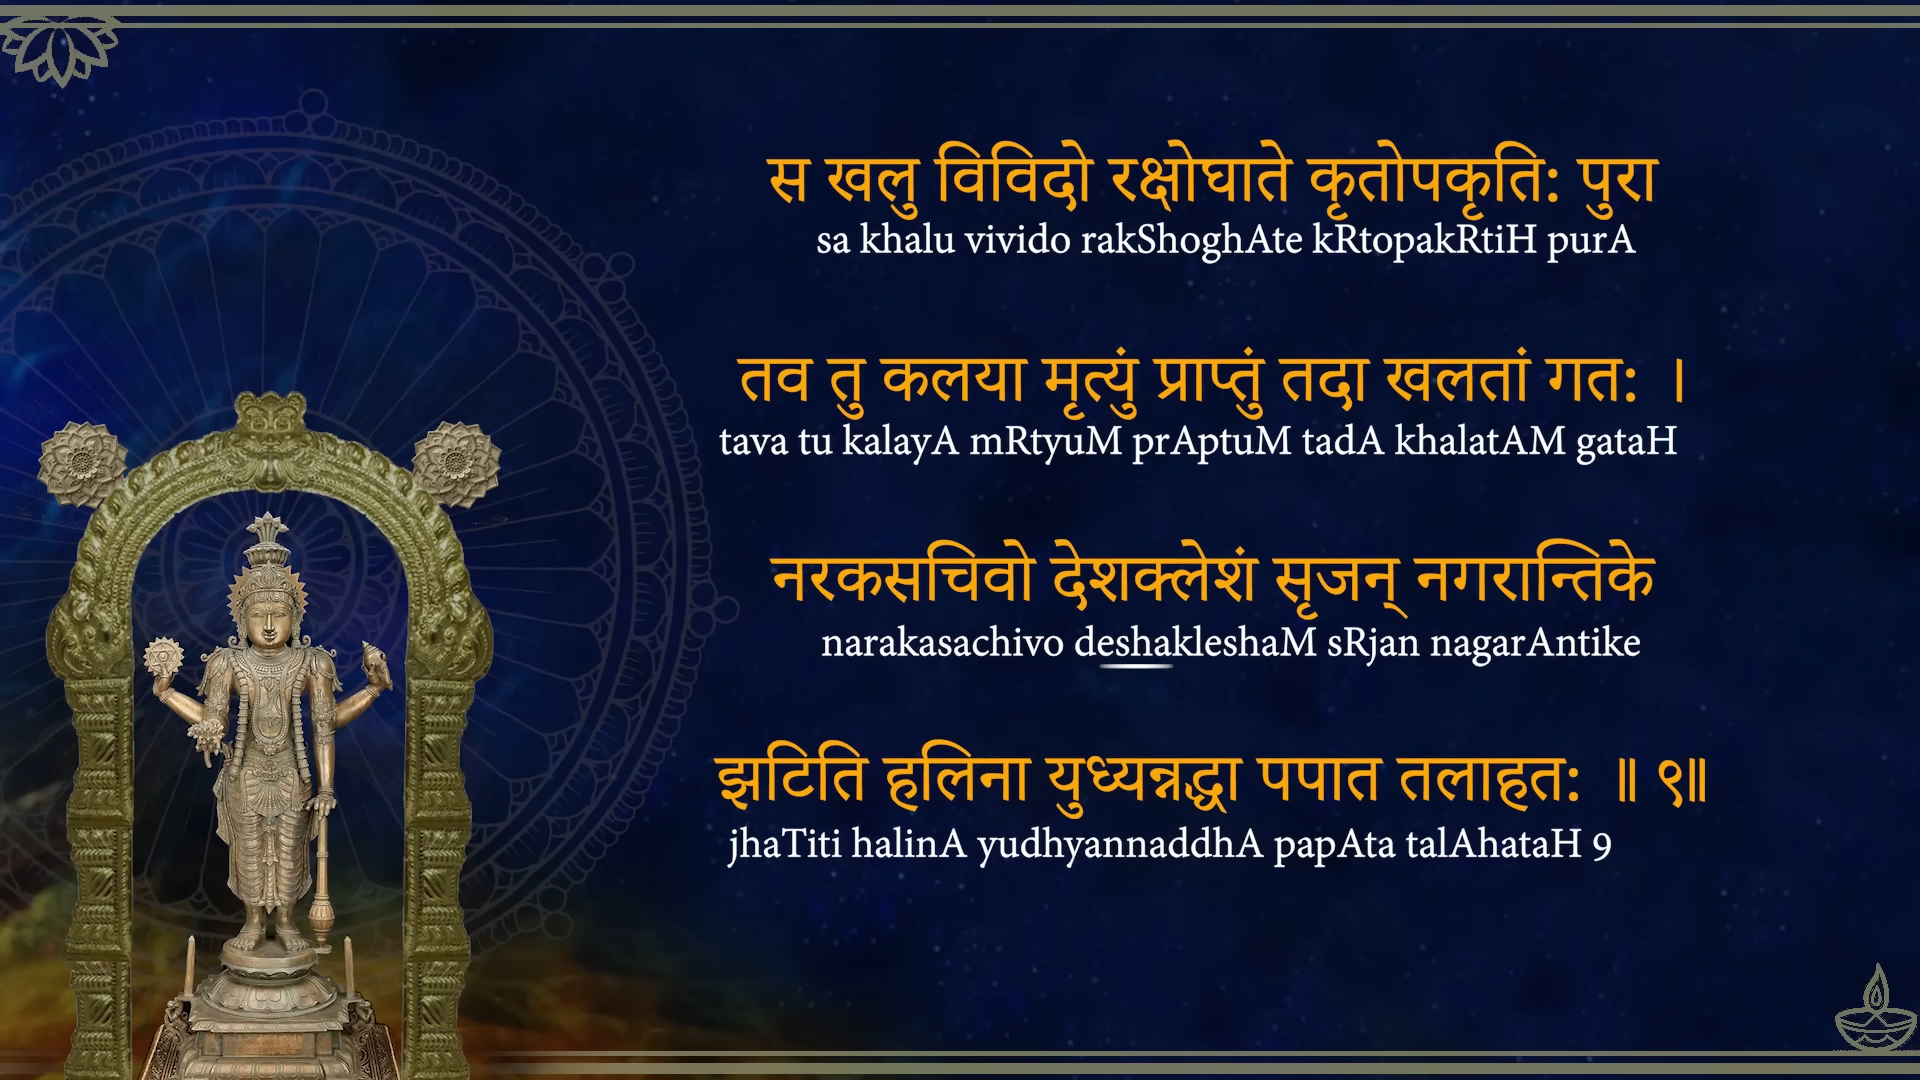 स खलु विविदो रक्षोघाते कृतोपकृति: पुरा
sa khalu vivido rakShoghAte kRtopakRtiH purA
तव तु कलया मृत्युं प्राप्तुं तदा खलतां गत: ।
tava tu kalayA mRtyuM prAptuM tadA khalatAM gataH
नरकसचिवो देशक्लेशं सृजन् नगरान्तिके
narakasachivo deshakleshaM sRjan nagarAntike
झटिति हलिना युध्यन्नद्धा पपात तलाहत: ॥ ९॥
jhaTiti halinA yudhyannaddhA papAta talAhataH 9